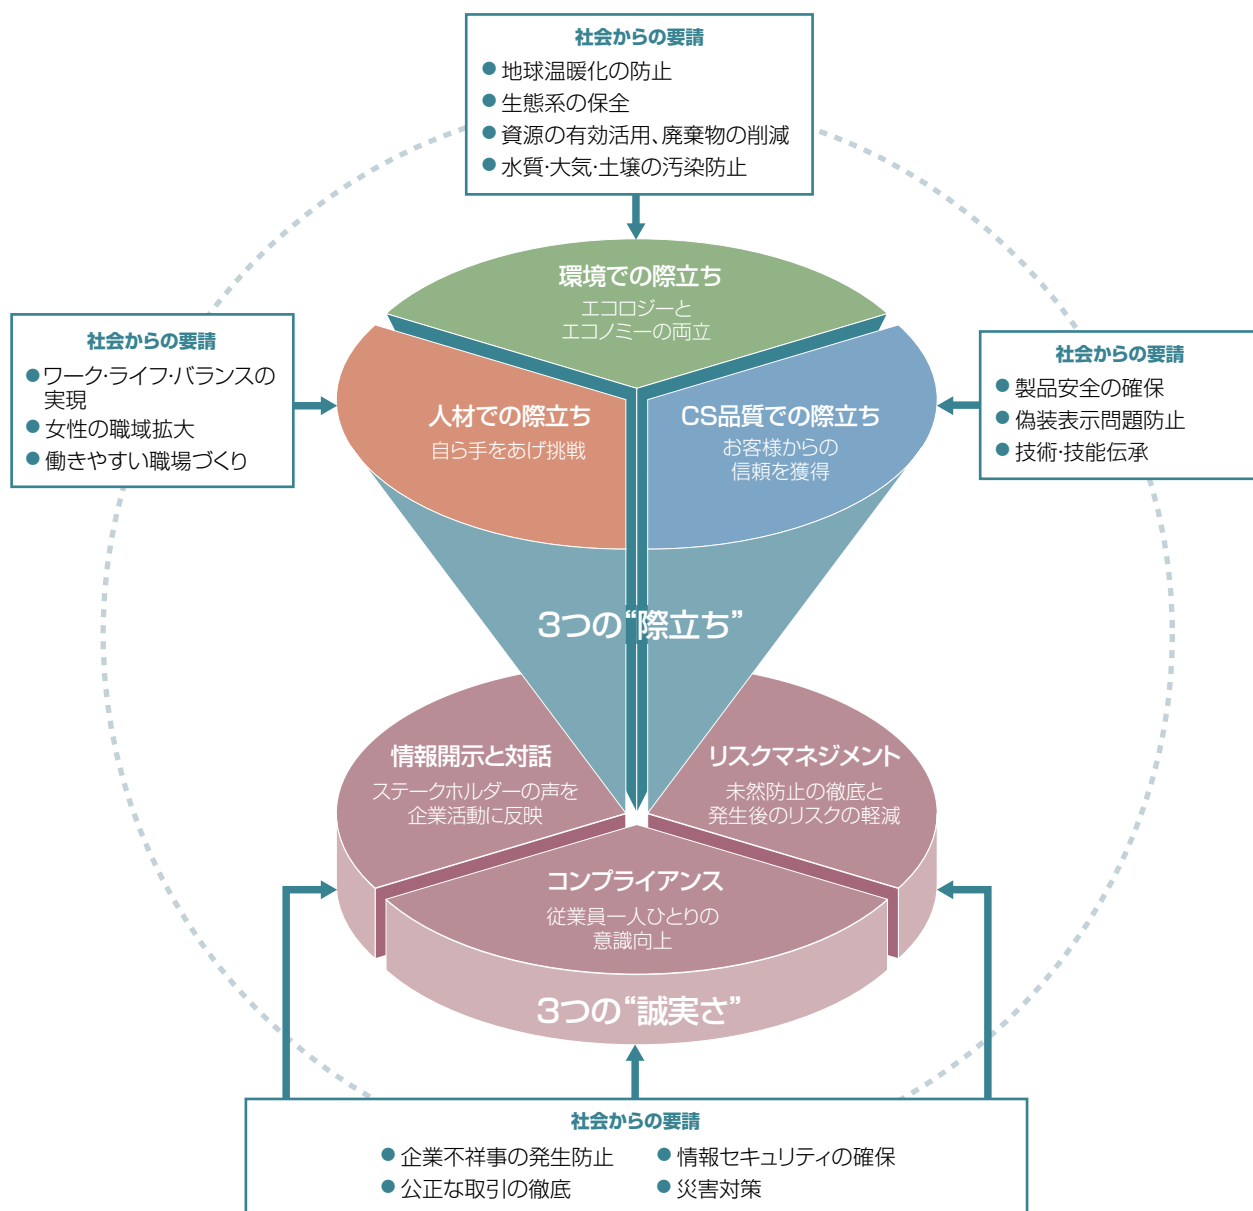 社会からの要請
● 地球温暖化の防止
● 生態系の保全
● 資源の有効活用、廃棄物の削減
● 水質・大気・土壌の汚染防止
環境での際立ち
エコロジーと
エコノミーの両立
社会からの要請
● ワーク・ライフ・バランスの
実現
● 女性の職域拡大
● 働きやすい職場づくり
人材での際立ち
自ら手をあげ挑戦
CS品質での際立ち
お客様からの
信頼を獲得
社会からの要請
● 製品安全の確保
● 偽装表示問題防止
● 技術・技能伝承
3つの“際立ち”
情報開示と対話
ステークホルダーの声を
企業活動に反映
リスクマネジメント
未然防止の徹底と
発生後のリスクの軽減
コンプライアンス
従業員一人ひとりの
意識向上
3つの“誠実さ”
社会からの要請
● 企業不祥事の発生防止
● 公正な取引の徹底
● 情報セキュリティの確保
● 災害対策